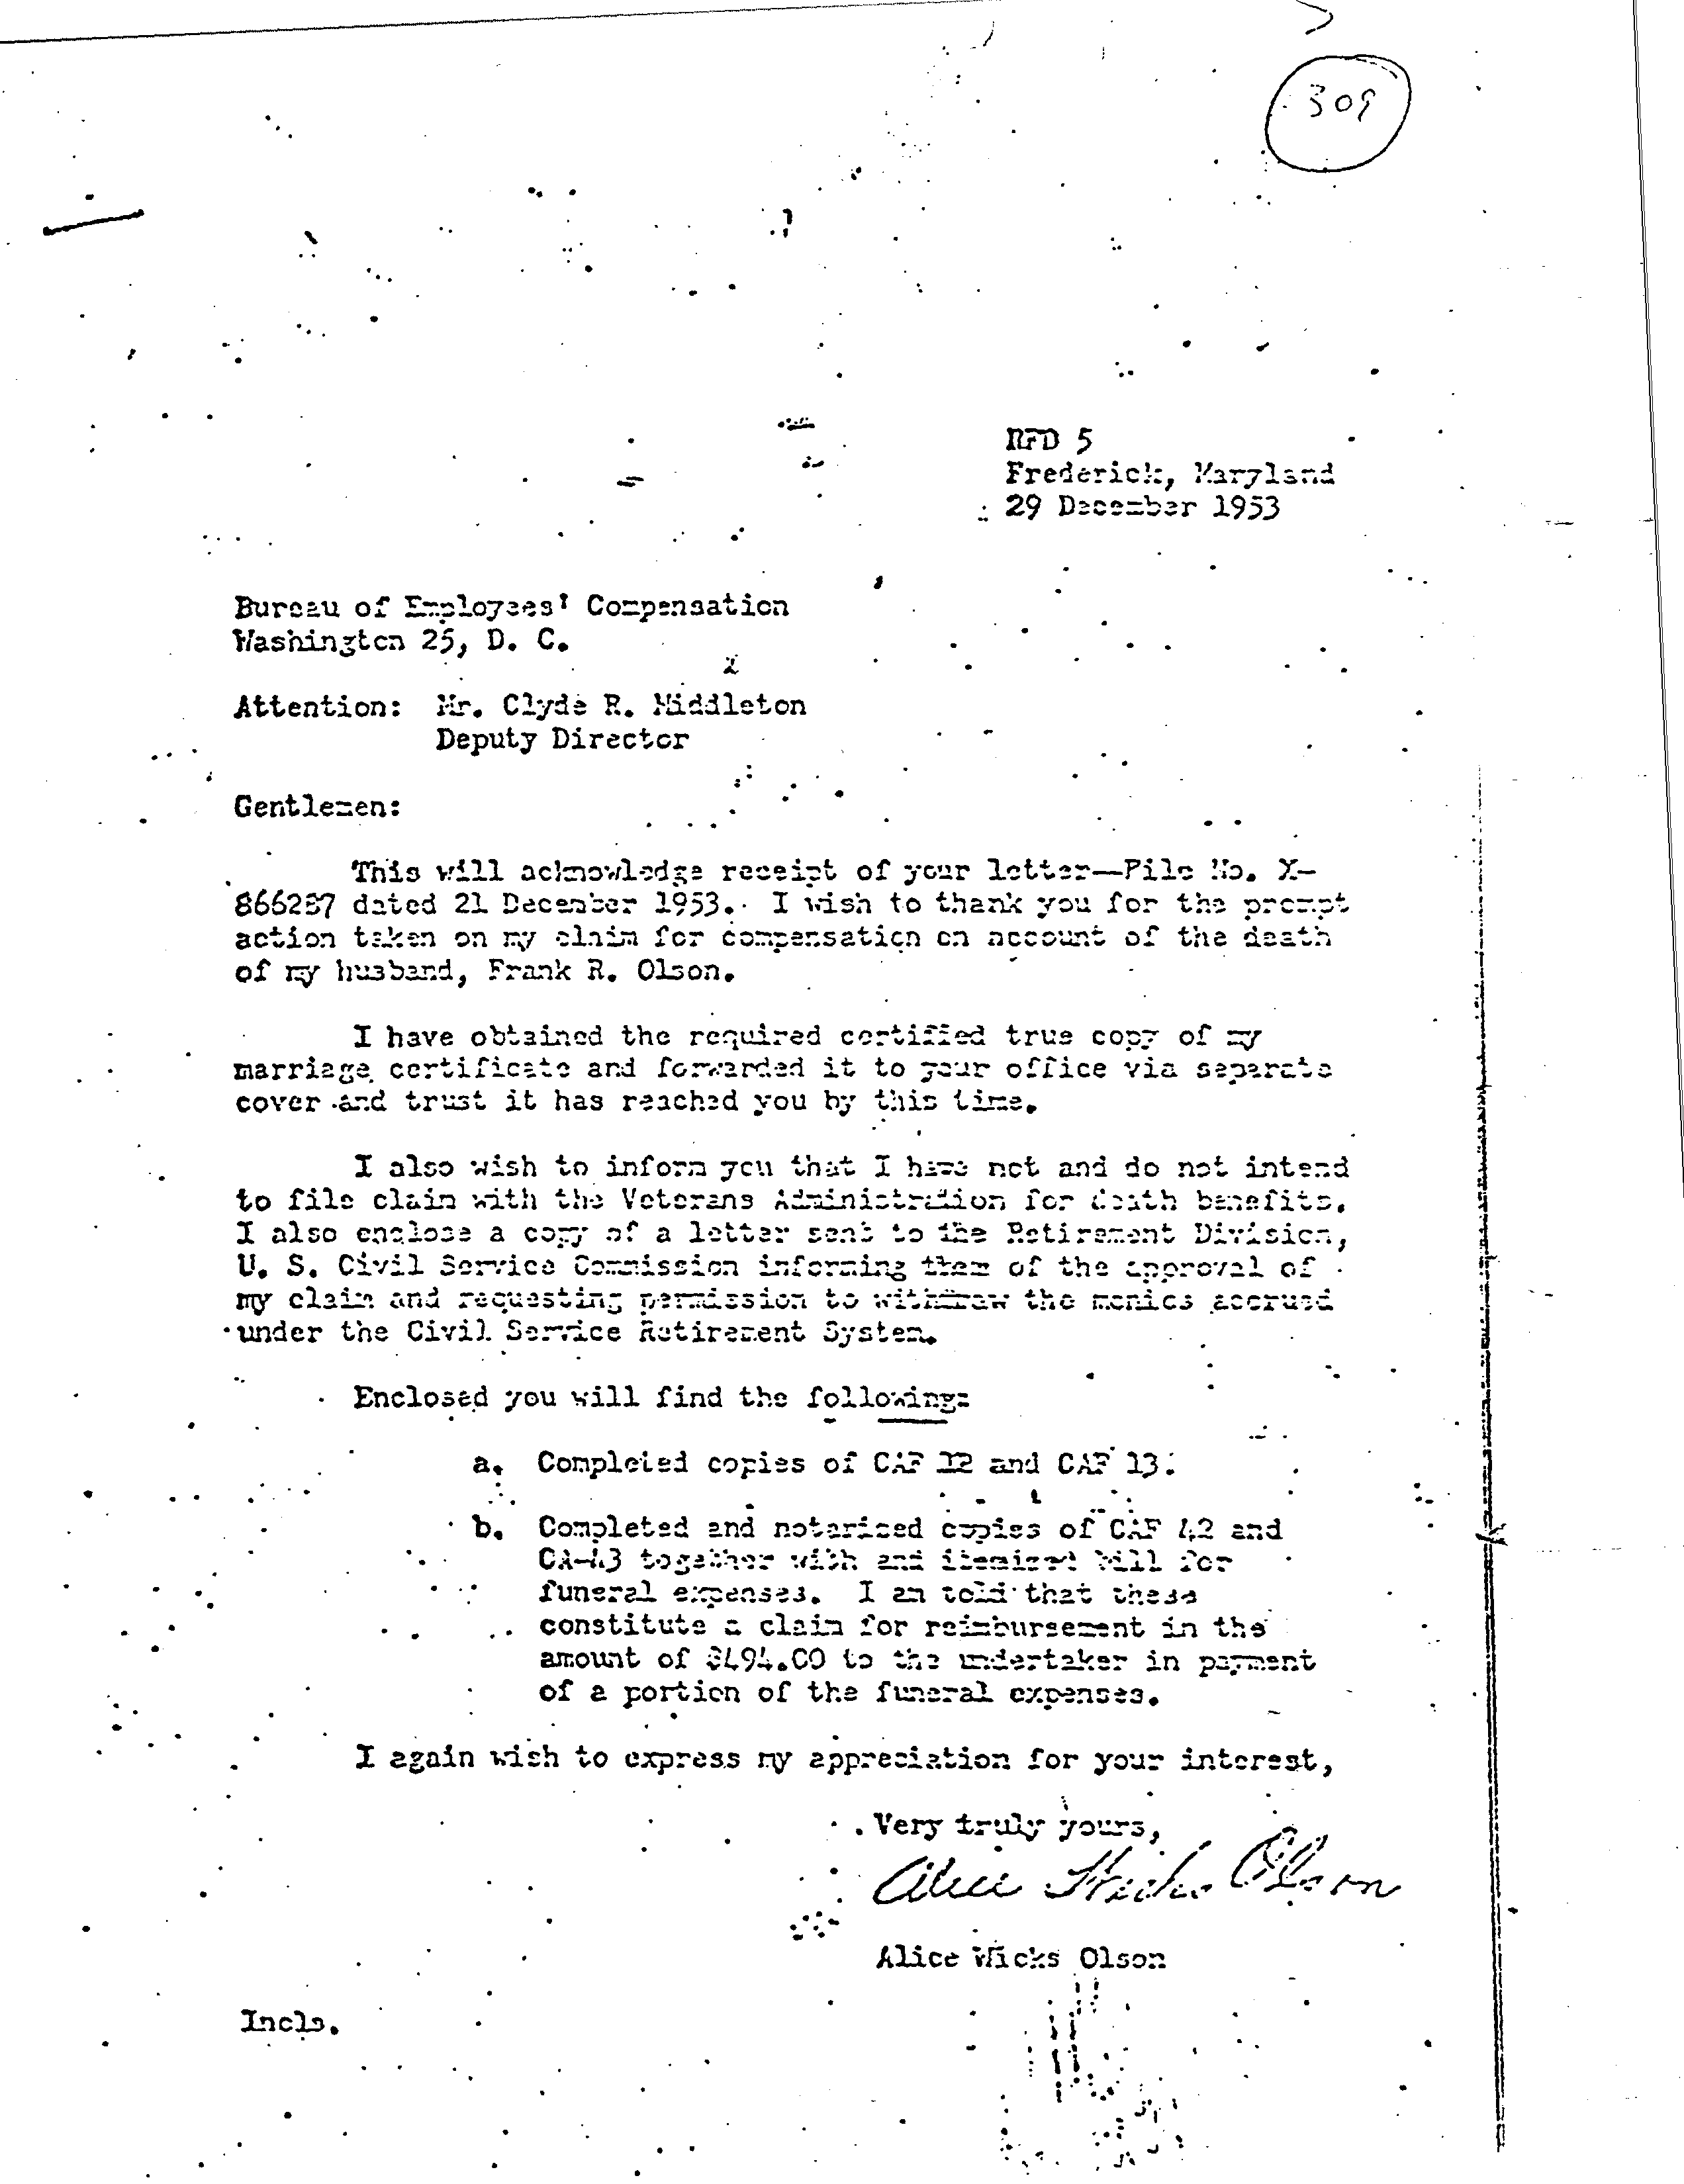 309
RFD 5
Frederick, Maryland
29 December 1953
Bureau of Employees' Compensation
Washington 25, D. C.
Attention: Mr. Clyde R. Middleton
Deputy Director
Gentlemen:
This will acknowledge receipt of your letter—File No. X-
866287 dated 21 December 1953. I wish to thank you for the prompt
action taken on my claim for compensation on account of the death
of my husband, Frank R. Olson.
I have obtained the required certified true copy of my
marriage certificate and forwarded it to your office via separate
cover and trust it has reached you by this time.
I also wish to inform you that I have not and do not intend
to file claim with the Veterans Administration for death benefits.
I also enclose a copy of a letter sent to the Retirement Division,
U. S. Civil Service Commission informing them of the approval of
my claim and requesting permission to withdraw the monies accrued
under the Civil Service Retirement System.
Enclosed you will find the following:
a. Completed copies of CAF 12 and CAF 13.
b. Completed and notarized copies of CAF 42 and
CA-43 together with and itemized bill for
funeral expenses. I am told that these
constitute a claim for reimbursement in the
amount of $494.00 to the undertaker in payment
of a portion of the funeral expenses.
I again wish to express my appreciation for your interest,
Very truly yours,
Alice Wicks Olson
Alice Wicks Olson
Incls.